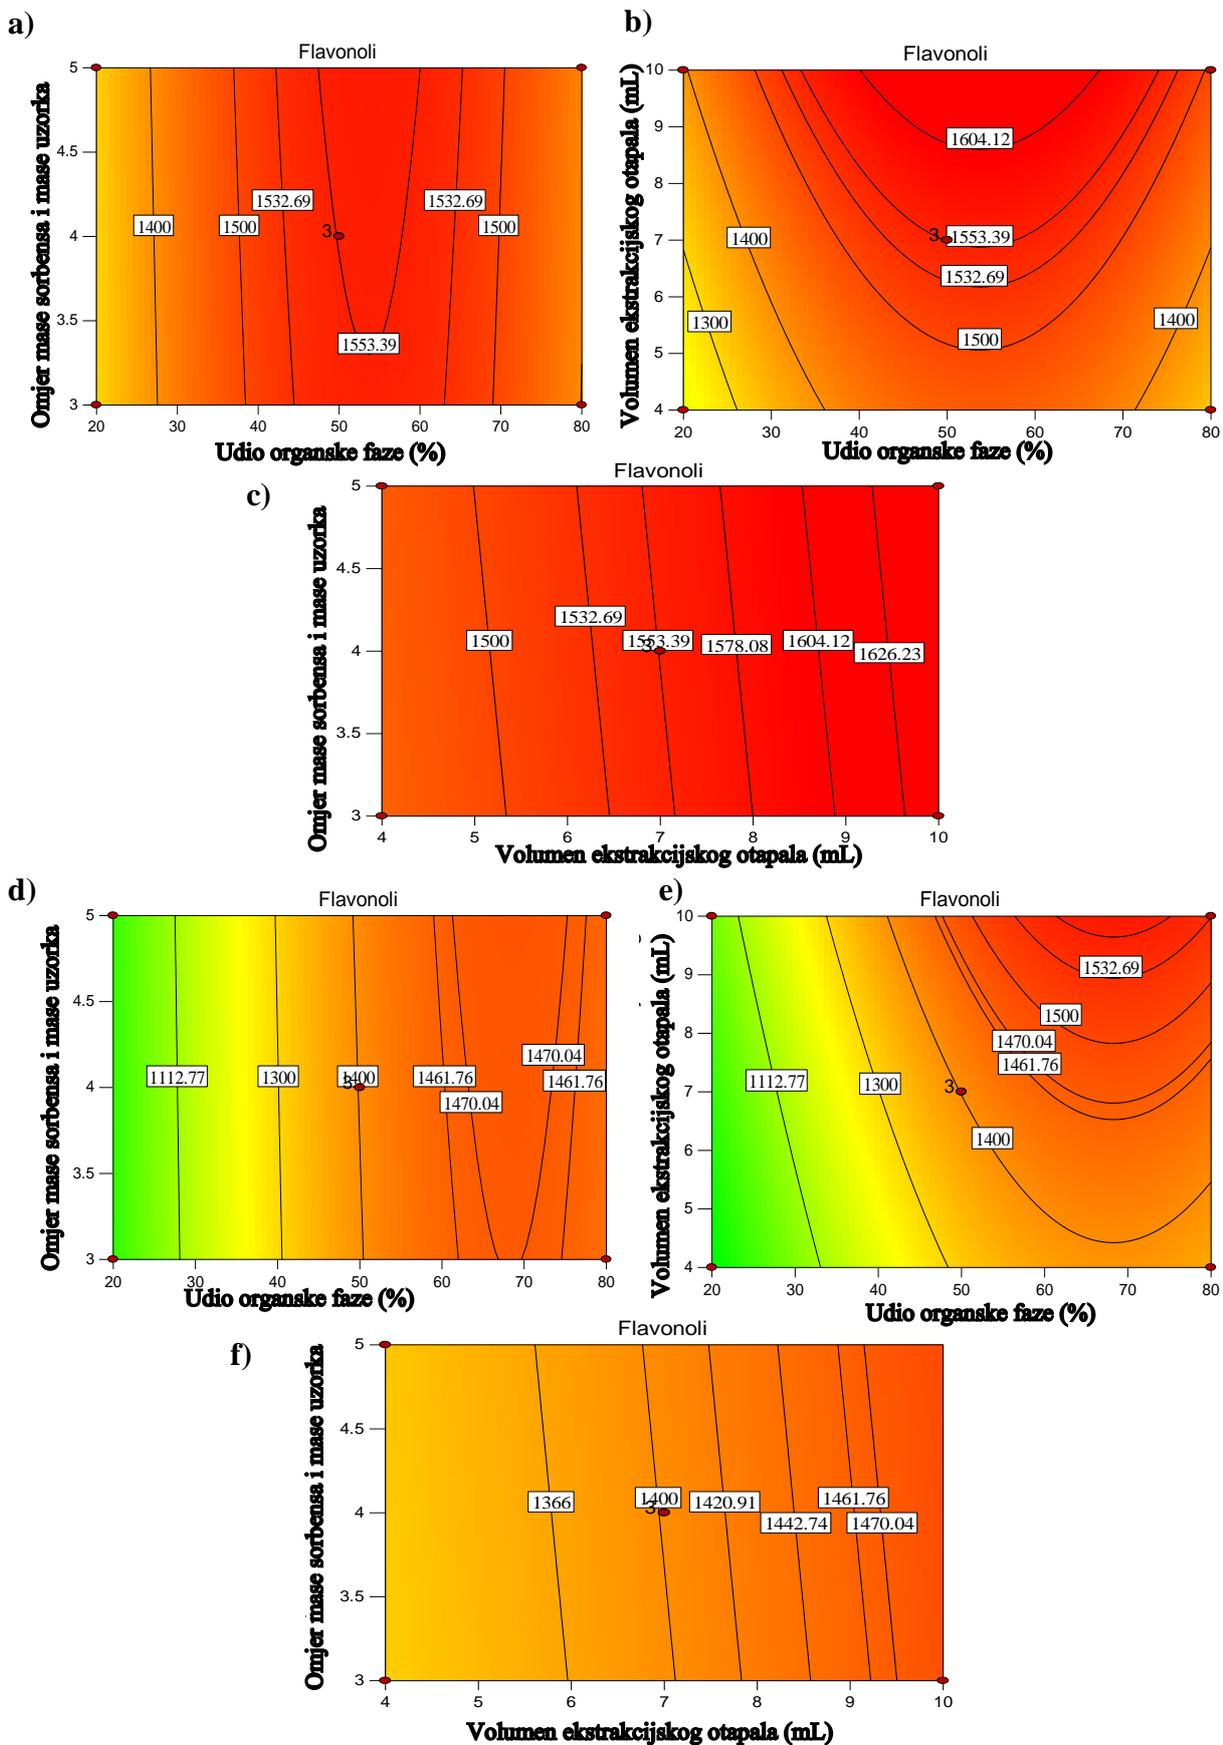 a)
Flavonoli
Omjer mase sorbensa i mase uzorka
5
4.5
4
3.5
3
1400
1500
1532.69
3
1553.39
1532.69
1500
20 30 40 50 60 70 80
Udio organske faze (%)
b)
Flavonoli
Volumen ekstrakcijskog otapala (mL)
10
9
8
7
6
5
4
1604.12
3
1553.39
1532.69
1500
1400
1300
1400
20 30 40 50 60 70 80
Udio organske faze (%)
c)
Flavonoli
Omjer mase sorbensa i mase uzorka
5
4.5
4
3.5
3
1500
1532.69
1553.39
3
1578.08
1604.12
1626.23
4 5 6 7 8 9 10
Volumen ekstrakcijskog otapala (mL)
d)
Flavonoli
Omjer mase sorbensa i mase uzorka
5
4.5
4
3.5
3
1112.77
1300
1400
3
1461.76
1470.04
1470.04
1461.76
20 30 40 50 60 70 80
Udio organske faze (%)
e)
Flavonoli
Volumen ekstrakcijskog otapala (mL)
10
9
8
7
6
5
4
1532.69
1500
1470.04
1461.76
1112.77
1300
3
1400
20 30 40 50 60 70 80
Udio organske faze (%)
f)
Flavonoli
Omjer mase sorbensa i mase uzorka
5
4.5
4
3.5
3
1366
1400
3
1420.91
1442.74
1461.76
1470.04
4 5 6 7 8 9 10
Volumen ekstrakcijskog otapala (mL)